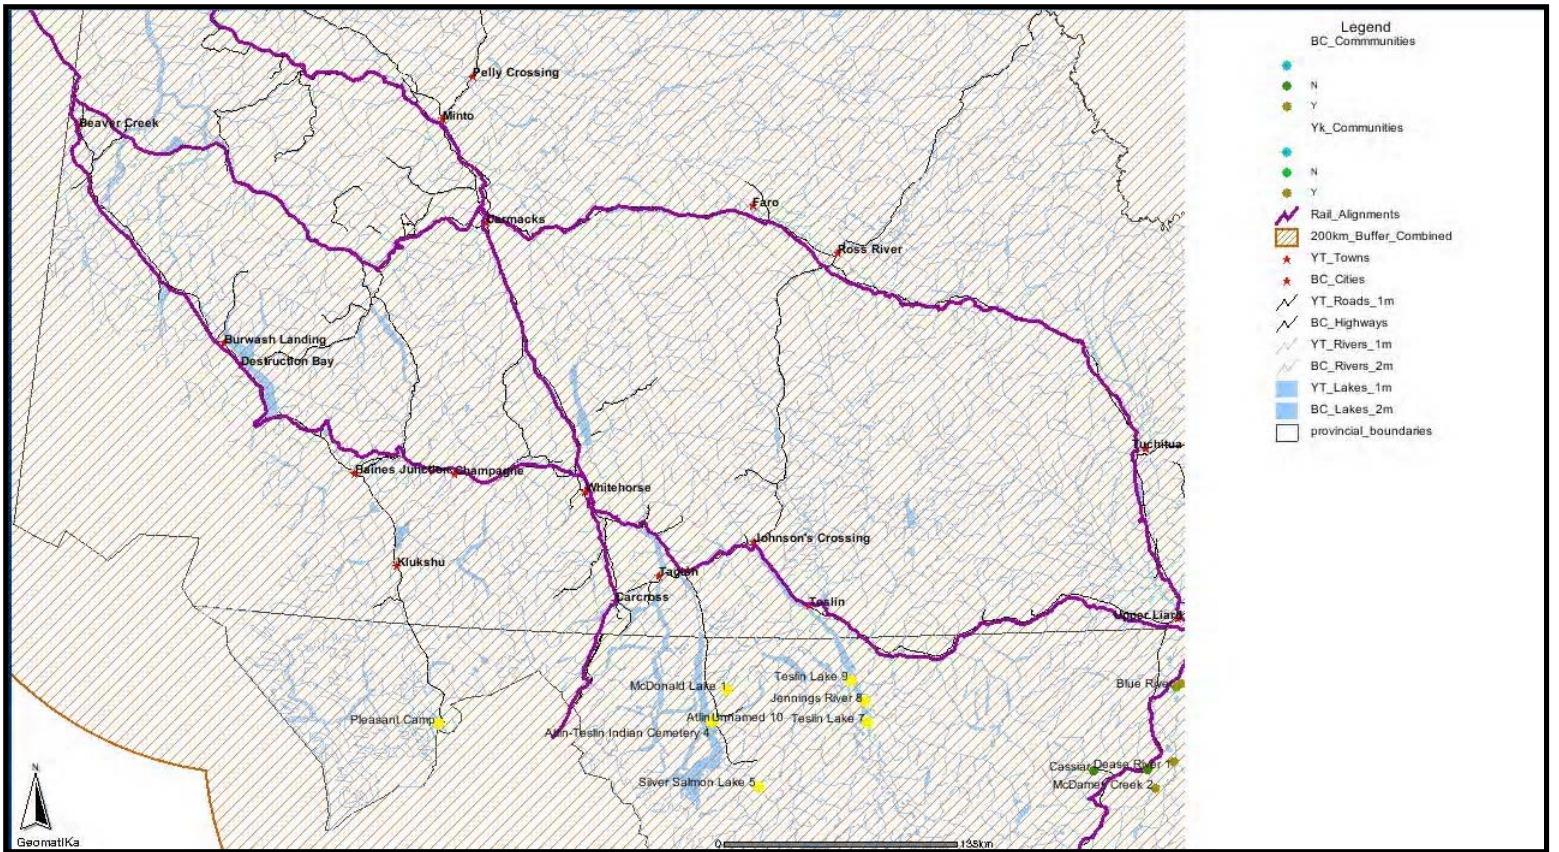 Legend
BC_Commmunities
N
Y
Yk_Communities
N
Y
Rail_Alignments
200km_Buffer_Combined
YT_Towns
BC_Cities
YT_Roads_1m
BC_Highways
YT_Rivers_1m
BC_Rivers_2m
YT_Lakes_1m
BC_Lakes_2m
provincial_boundaries
Pelly Crossing
Minto
Beaver Creek
Faro
Carmacks
Ross River
Burwash Landing
Destruction Bay
Tuchitua
Haines Junction
Champagne
Whitehorse
Johnson's Crossing
Klukshu
Tagish
Carcross
Teslin
Upper Liard
Teslin Lake 9
McDonald Lake 1
Blue River
Jennings River 8
Pleasant Camp
Atlin
Unnamed 10
Teslin Lake 7
Atlin-Teslin Indian Cemetery 4
Cassiar
Dease River 1
Silver Salmon Lake 5
McDames Creek 2
N
GeomatiKa
0
135km